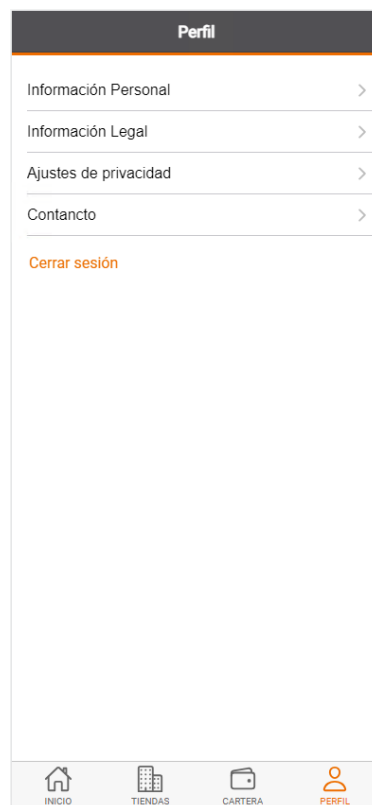 Perfil
Información Personal
Información Legal
Ajustes de privacidad
Contancto
Cerrar sesión
INICIO TIENDAS CARTERA PERFIL